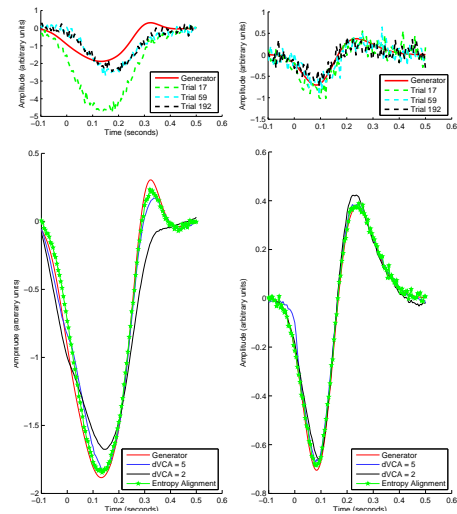 1
0
−1
−2
−3
−4
−5
−0.1 0 0.1 0.2 0.3 0.4 0.5 0.6
Time (seconds)
Amplitude (arbitrary units)
Generator
Trial 17
Trial 59
Trial 192
1
0.5
0
−0.5
−1
−1.5
−0.1 0 0.1 0.2 0.3 0.4 0.5 0.6
Time (seconds)
Amplitude (arbitrary units)
Generator
Trial 17
Trial 59
Trial 192
0.5
0
−0.5
−1
−1.5
−2
−0.1 0 0.1 0.2 0.3 0.4 0.5 0.6
Time (seconds)
Amplitude (arbitrary units)
Generator
dVCA = 5
dVCA = 2
Entropy Alignment
0.6
0.4
0.2
0
−0.2
−0.4
−0.6
−0.8
−0.1 0 0.1 0.2 0.3 0.4 0.5 0.6
Time (seconds)
Amplitude (arbitrary units)
Generator
dVCA = 5
dVCA = 2
Entropy Alignment